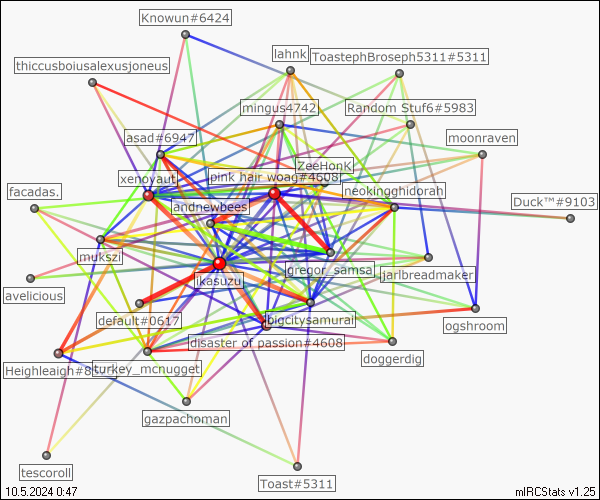 Knowun#6424
lahnk
ToastephBroseph5311#5311
thiccusboiusalexusjoneus
mingus4742
Random Stuf6#5983
asad#6947
moonraven
ZeeHonK
xenoyaut
pink hair woag#4608
neokingghidorah
facadas.
andnewbees
Duck™#9103
mukszi
gregor_samsa
jarlbreadmaker
ikasuzu
avelicious
default#0617
bigcitysamurai
ogshroom
disaster of passion#4608
doggerdig
Heighleaigh#8
turkey_mcnugget
gazpachoman
tescoroll
Toast#5311
10.5.2024 0:47
mIRCStats v1.25